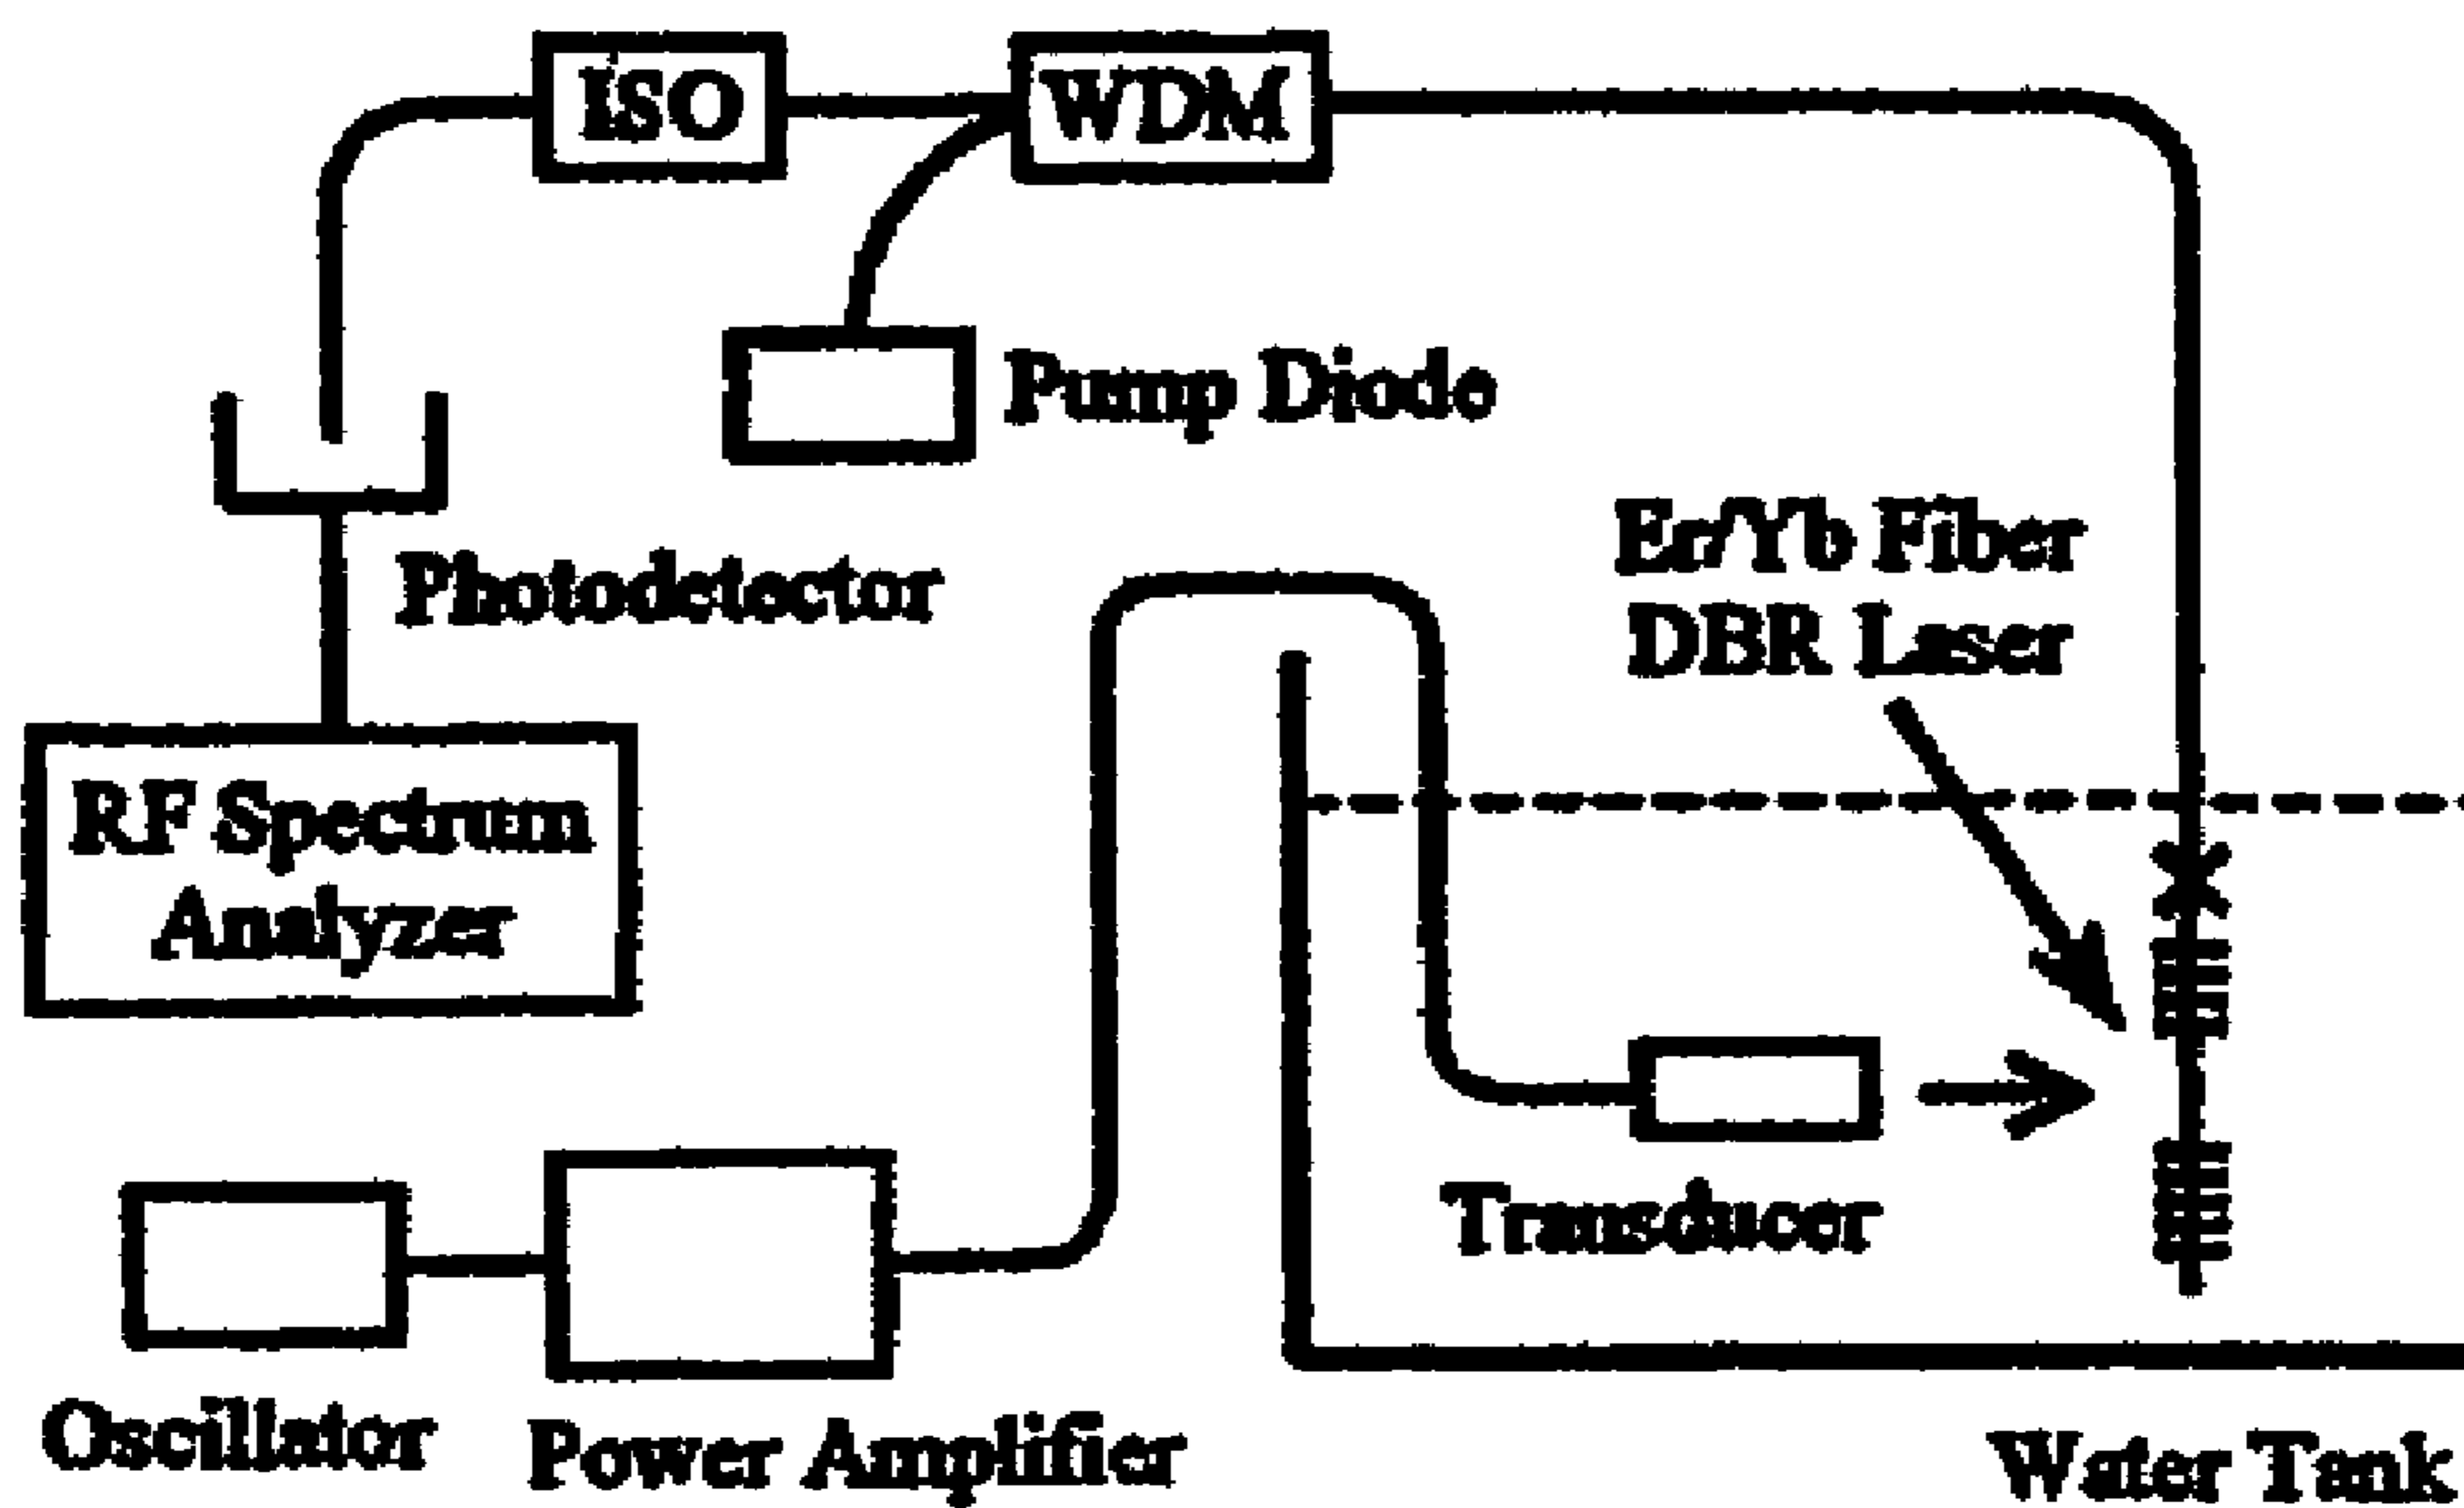 ISO
WDM
Pump Diode
Er/Yb Fiber
DBR Laser
Photodetector
RF Spectrum
Analyzer
Transducer
Oscillator
Power Amplifier
Water Tank